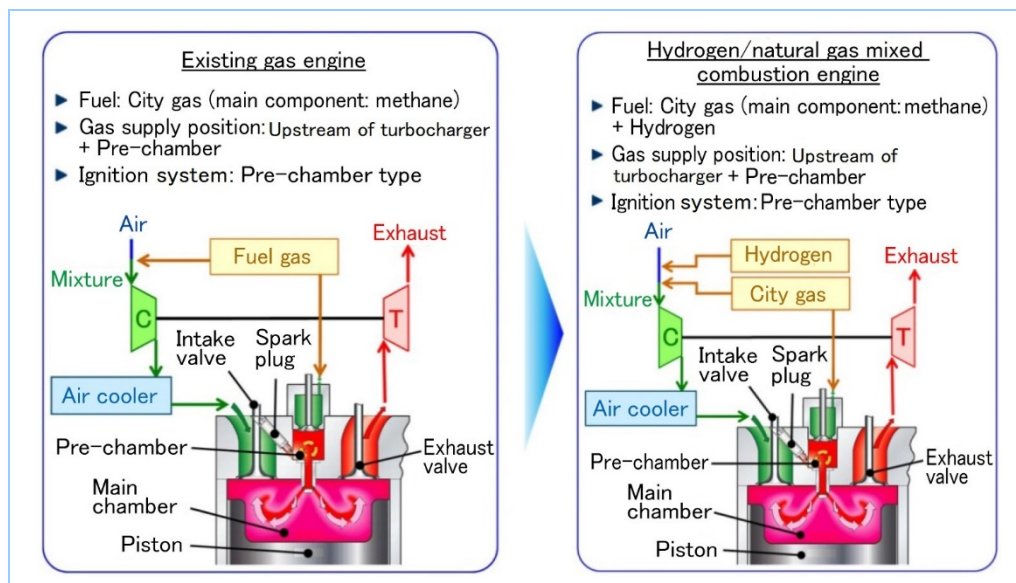 Existing gas engine
▶ Fuel: City gas (main component: methane)
▶ Gas supply position: Upstream of turbocharger
+ Pre-chamber
▶ Ignition system: Pre-chamber type
Air
Exhaust
Fuel gas
Mixture
C
T
Intake
valve
Spark
plug
Air cooler
Pre-chamber
Exhaust
valve
Main
chamber
Piston
Hydrogen/natural gas mixed
combustion engine
▶ Fuel: City gas (main component: methane)
+ Hydrogen
▶ Gas supply position: Upstream of
turbocharger + Pre-chamber
▶ Ignition system: Pre-chamber type
Air
Exhaust
Hydrogen
City gas
Mixture
C
T
Intake
valve
Spark
plug
Air cooler
Pre-chamber
Exhaust
valve
Main
chamber
Piston